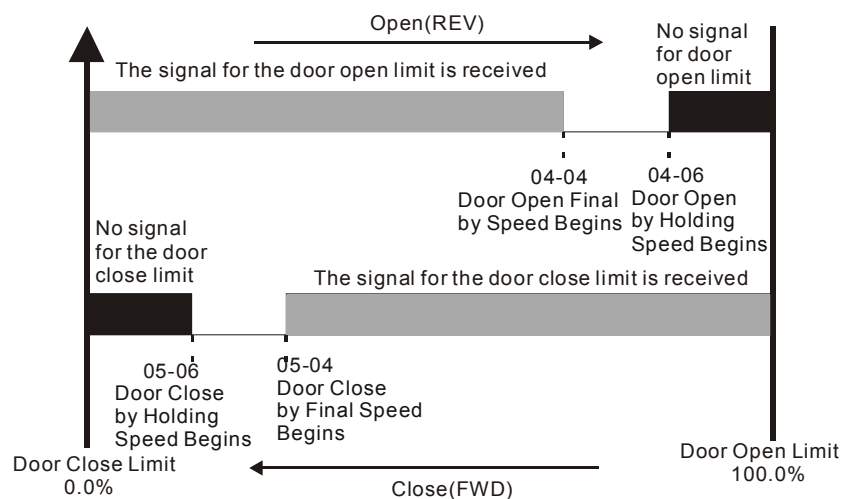 Open(REV)
No signal
for door
open limit
The signal for the door open limit is received
04-04
Door Open Final
by Speed Begins
04-06
Door Open
by Holding
Speed Begins
No signal
for the door
close limit
The signal for the door close limit is received
05-06
Door Close
by Holding
Speed Begins
05-04
Door Close
by Final Speed
Begins
Door Close Limit
0.0%
Close(FWD)
Door Open Limit
100.0%